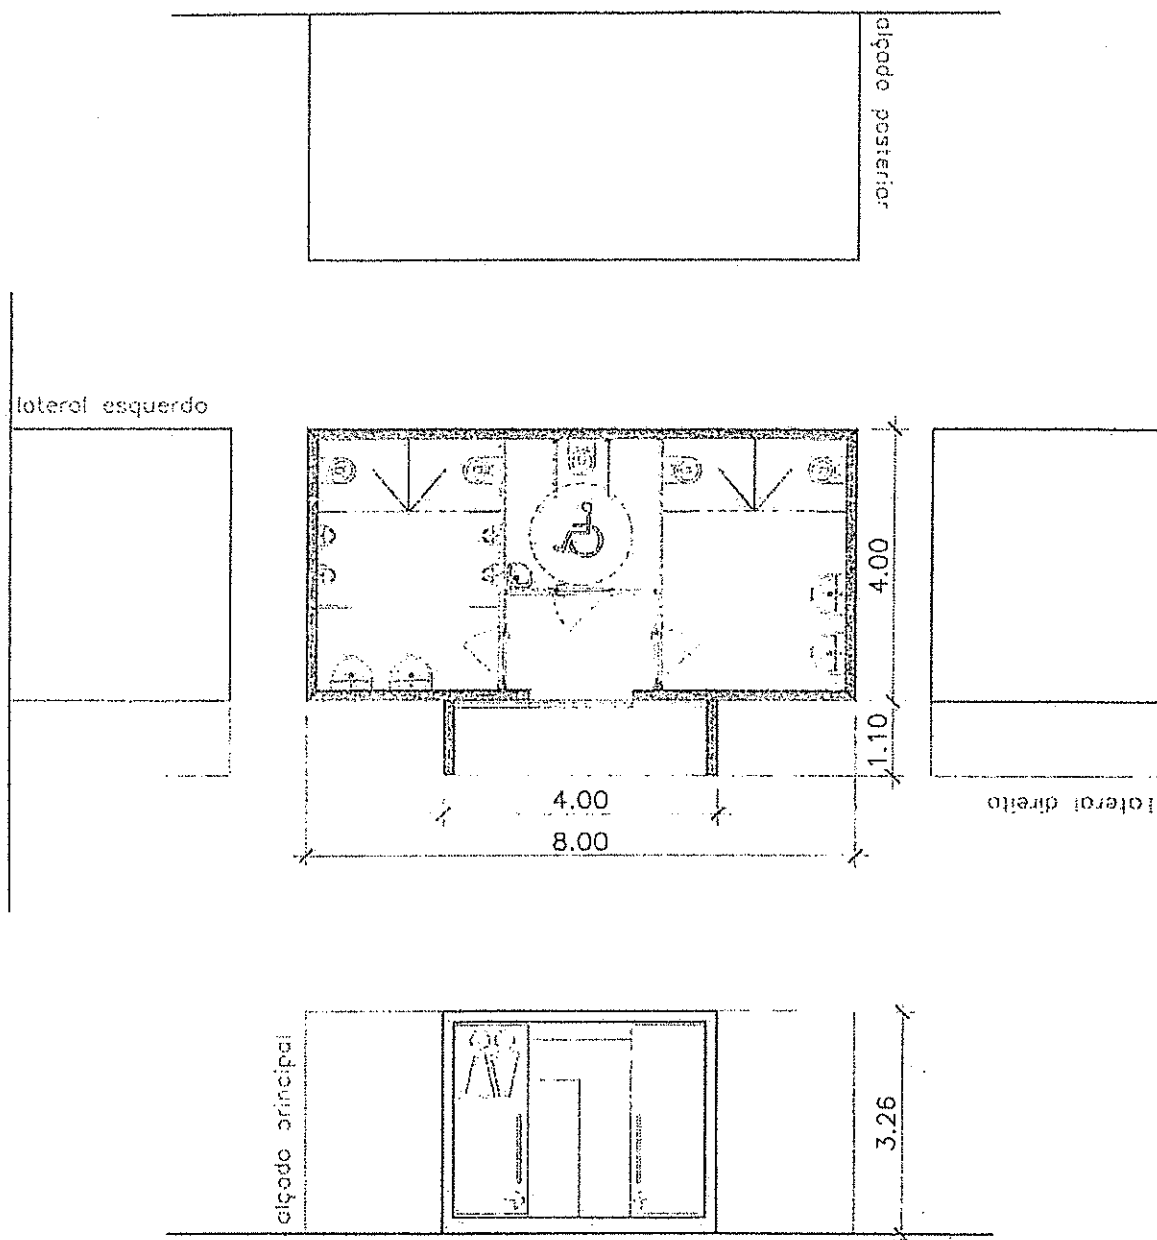 alçado posterior
lateral esquerdo
4.00
1.10
lateral direito
4.00
8.00
alçado principal
3.26